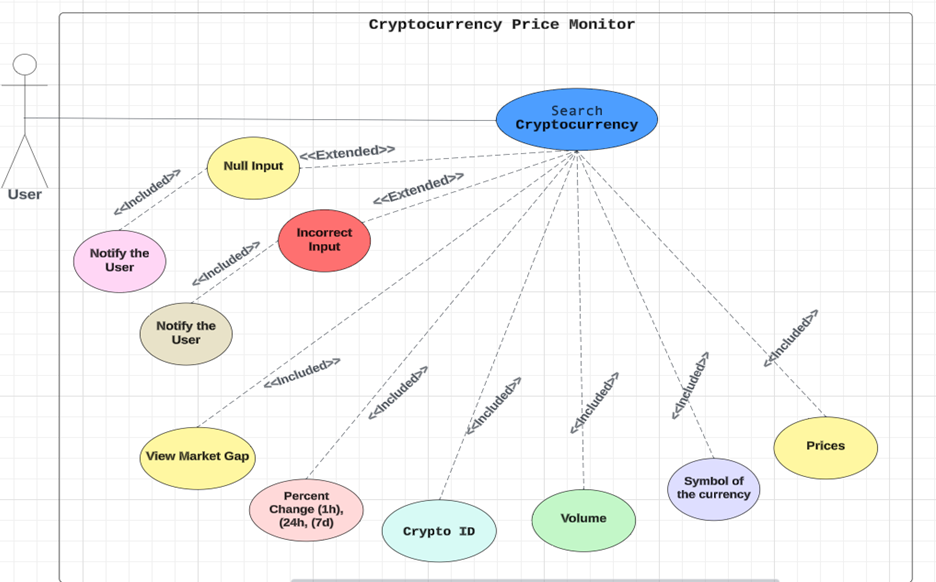 Cryptocurrency Price Monitor
Search
Cryptocurrency
<<Extended>>
Null Input
<<Included>>
<<Extended>>
User
Incorrect
Input
Notify the
User
<<Included>>
Notify the
User
<<Included>>
<<Included>>
<<Included>>
<<Included>>
<<Included>>
<<Included>>
View Market Gap
Percent
Change (1h),
(24h, (7d)
Crypto ID
Volume
Symbol of
the currency
Prices